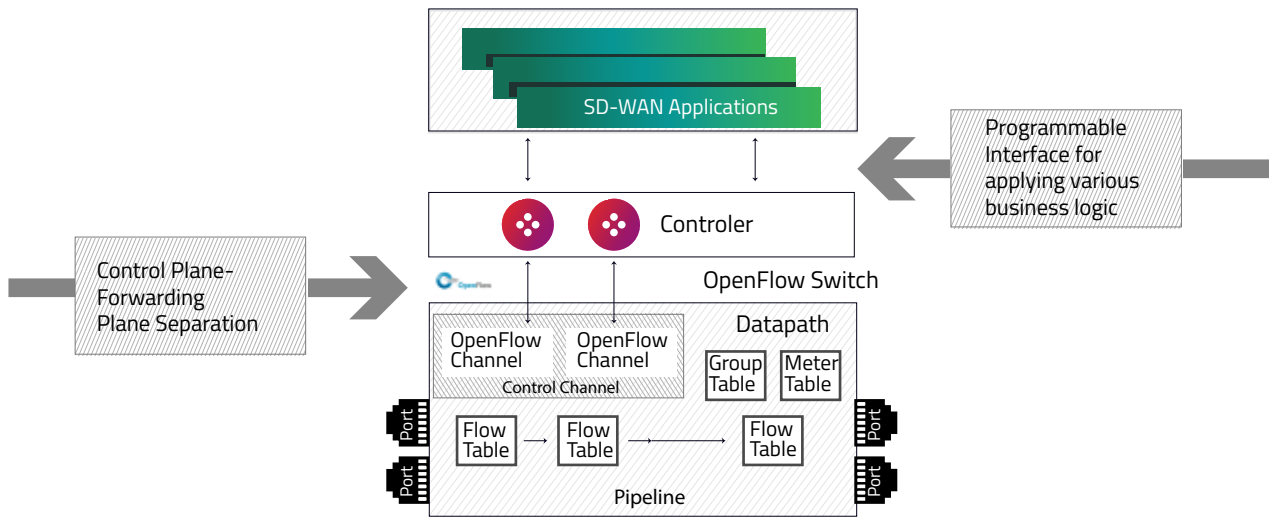 SD-WAN Applications
Programmable
Interface for
applying various
business logic
Controler
Control Plane-
Forwarding
Plane Separation
OpenFlow
OpenFlow Switch
Datapath
OpenFlow
Channel
OpenFlow
Channel
Control Channel
Group
Table
Meter
Table
Port
Port
Flow
Table
Flow
Table
Flow
Table
Port
Port
Pipeline